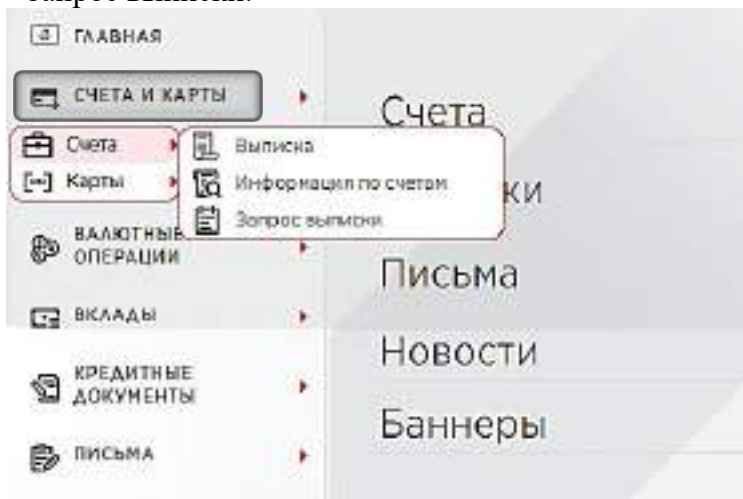 ГЛАВНАЯ
СЧЕТА И КАРТЫ
Счета
Карты
Выписка
Информация по счетам
Запрос выписки
ВАЛЮТНЫЕ
ОПЕРАЦИИ
ВКЛАДЫ
КРЕДИТНЫЕ
ДОКУМЕНТЫ
ПИСЬМА
Счета
ки
Письма
Новости
Баннеры